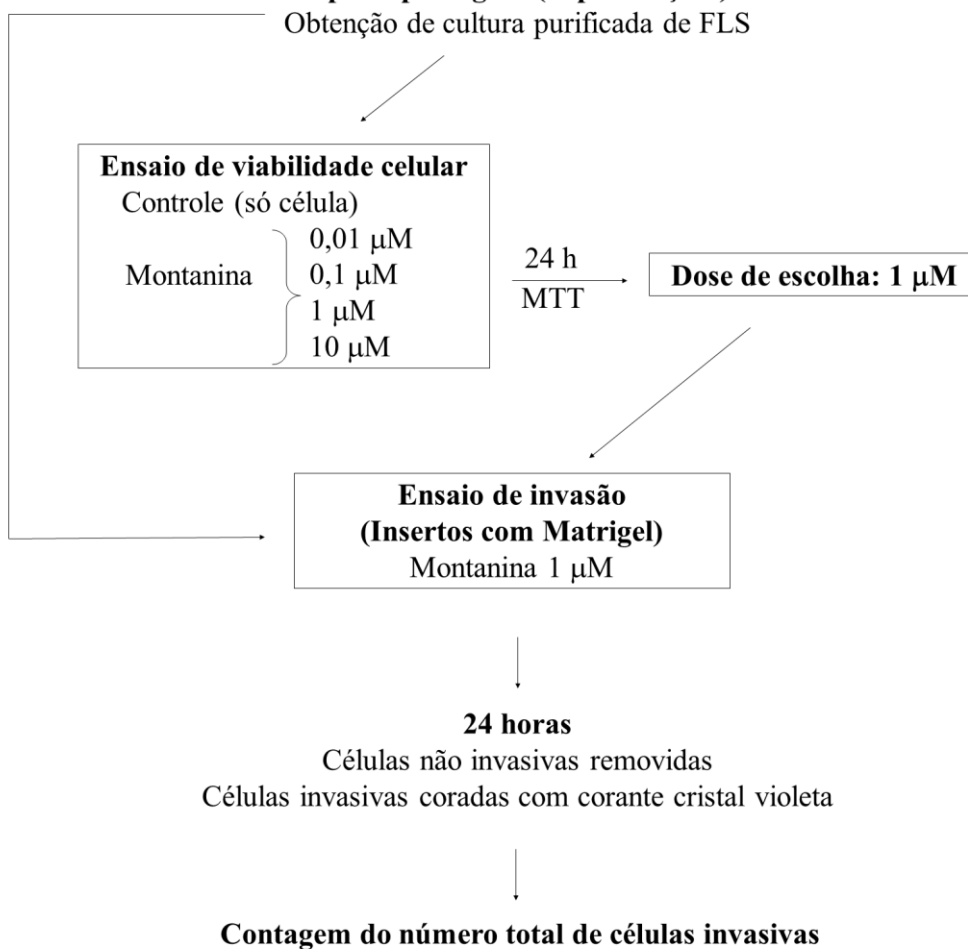 Obtenção de cultura purificada de FLS
Ensaio de viabilidade celular
Controle (só célula)
0,01 μM
Montanina
0,1 μM
1 μM
10 μM
24 h
MTT
Dose de escolha: 1 μM
Ensaio de invasão
(Insertos com Matrigel)
Montanina 1 μM
24 horas
Células não invasivas removidas
Células invasivas coradas com corante cristal violeta
Contagem do número total de células invasivas